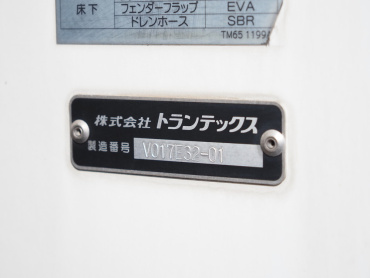 床下
フェンダーフラップ EVA
ドレンホース SBR
TM65 1199
株式会社 トランテックス
製造番号 V017E32-01